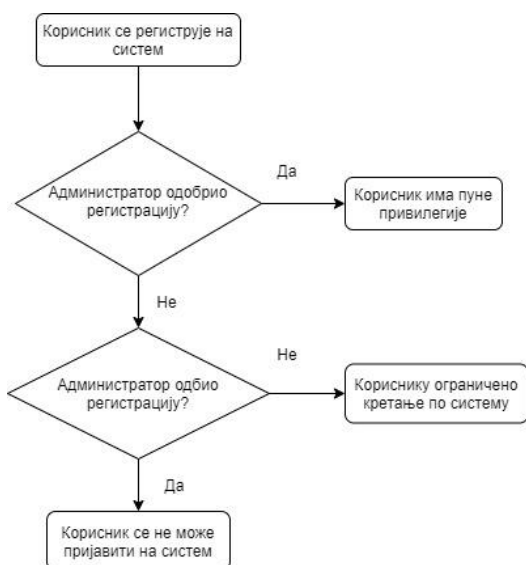 Корисник се региструје на
систем
Администратор одобрио
регистрацију?
Да
Корисник има пуне
привилегије
Не
Администратор одбио
регистрацију?
Не
Кориснику ограничено
кретање по систему
Да
Корисник се не може
пријавити на систем